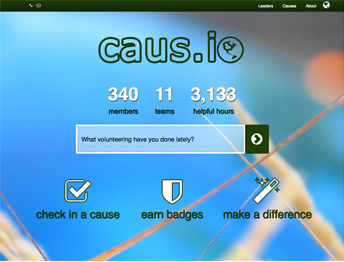 Leaders Causes About
caus.io
340 11 3,133
members teams helpful hours
What volunteering have you done lately?
check in a cause earn badges make a difference